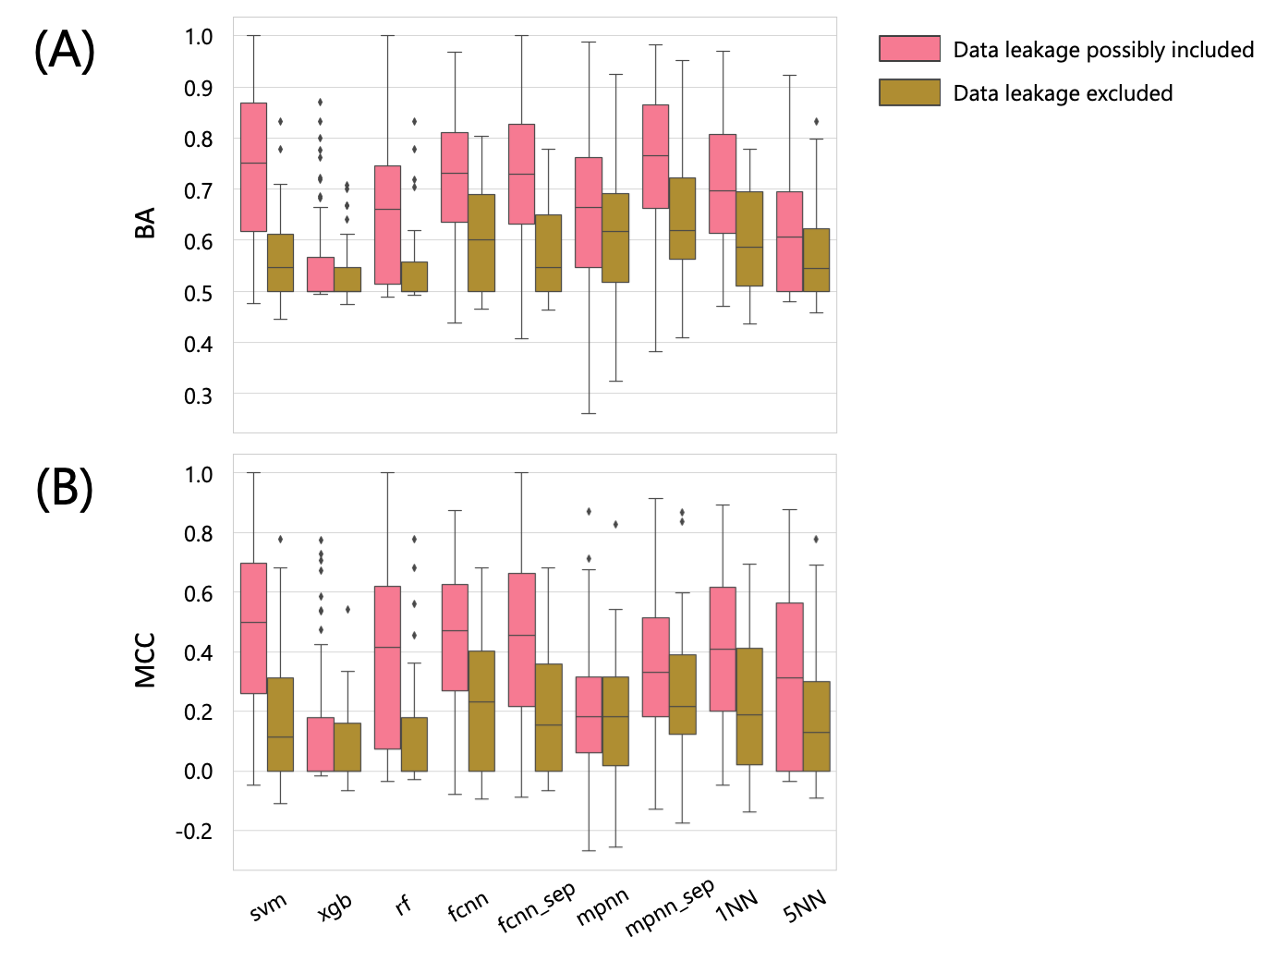 (A)
1.0
0.9
0.8
0.7
0.6
0.5
0.4
0.3
BA
Data leakage possibly included
Data leakage excluded
(B)
1.0
0.8
0.6
0.4
0.2
0.0
-0.2
MCC
svm
xgb
rf
fcnn
fcnn_sep
mpnn
mpnn_sep
1NN
5NN